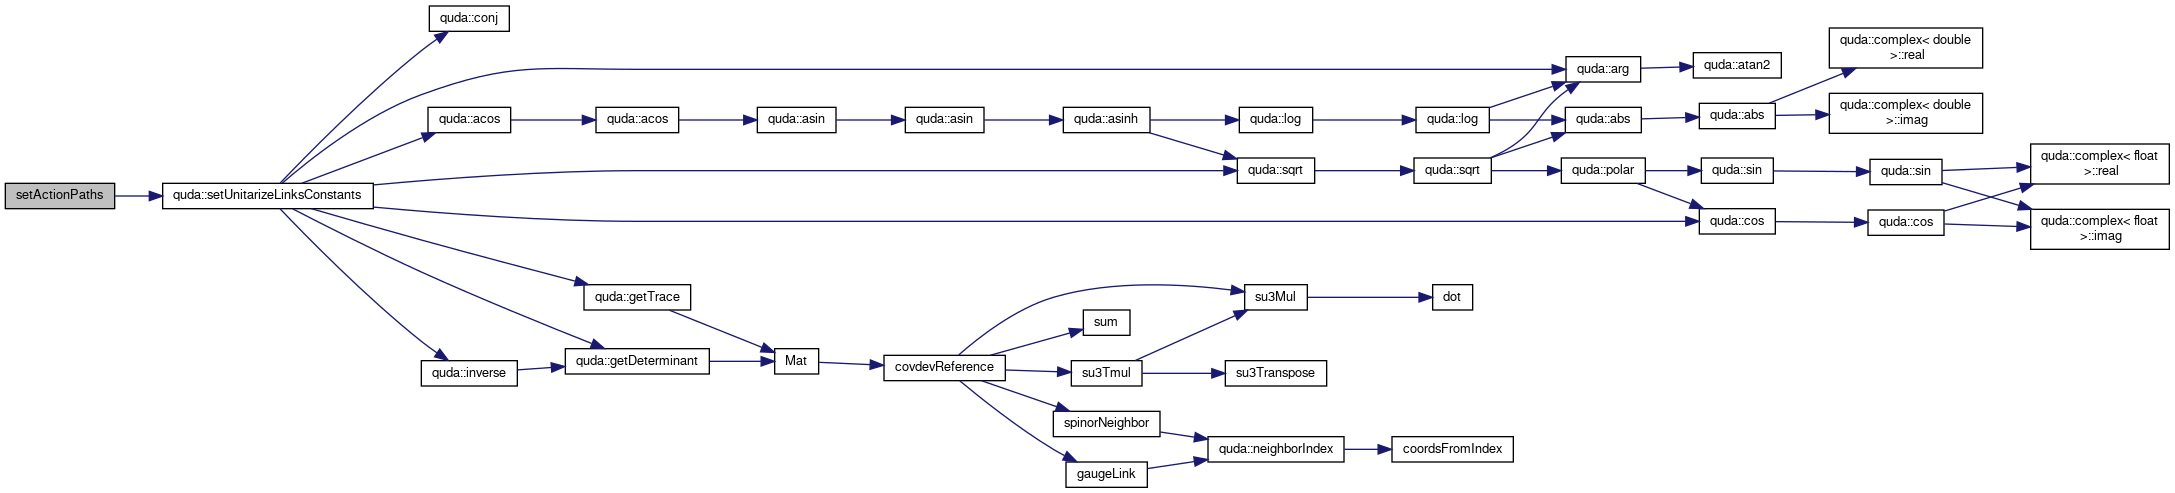 setActionPaths
quda::setUnitarizeLinksConstants
quda::conj
quda::acos
quda::acos
quda::asin
quda::asin
quda::asinh
quda::log
quda::log
quda::arg
quda::atan2
quda::abs
quda::abs
quda::complex< double
>::real
quda::complex< double
>::imag
quda::sqrt
quda::sqrt
quda::polar
quda::sin
quda::sin
quda::cos
quda::cos
quda::complex< float
>::real
quda::complex< float
>::imag
quda::getTrace
quda::inverse
quda::getDeterminant
Mat
covdevReference
su3Mul
dot
sum
su3Tmul
su3Transpose
spinorNeighbor
gaugeLink
quda::neighborIndex
coordsFromIndex